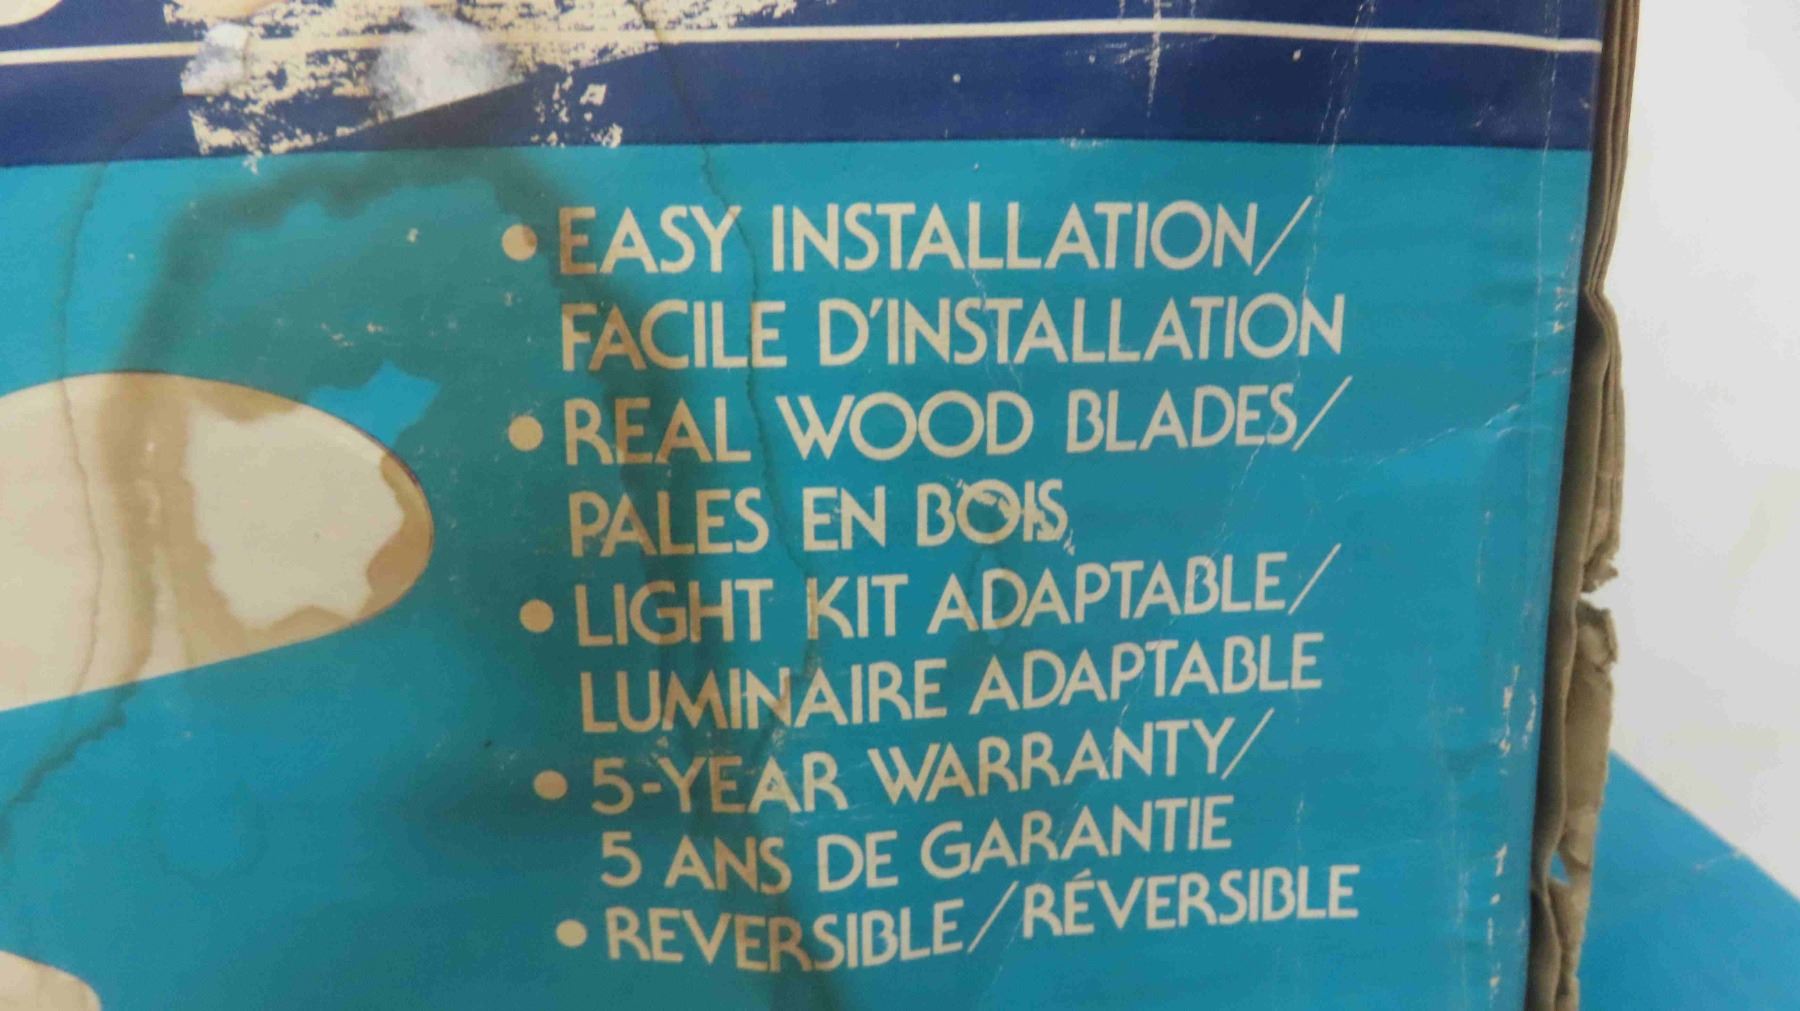 • EASY INSTALLATION/
FACILE D'INSTALLATION
• REAL WOOD BLADES/
PALES EN BOIS
• LIGHT KIT ADAPTABLE/
LUMINAIRE ADAPTABLE
• 5-YEAR WARRANTY/
5 ANS DE GARANTIE
• REVERSIBLE/RÉVERSIBLE